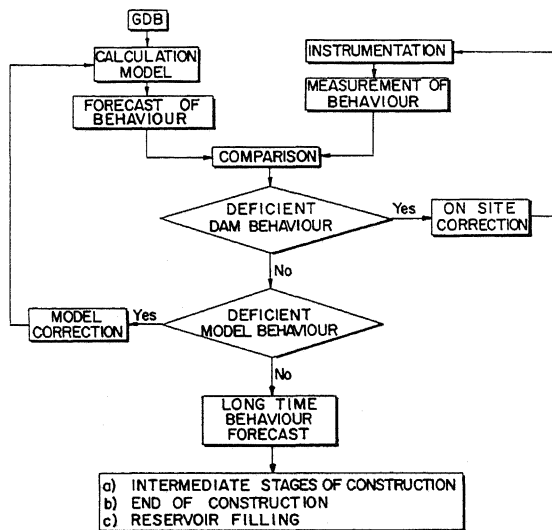 GDB
CALCULATION
MODEL
FORECAST OF
BEHAVIOUR
INSTRUMENTATION
MEASUREMENT OF
BEHAVIOUR
COMPARISON
DEFICIENT
DAM BEHAVIOUR
Yes
ON SITE
CORRECTION
No
DEFICIENT
MODEL BEHAVIOUR
Yes
MODEL
CORRECTION
No
LONG TIME
BEHAVIOUR
FORECAST
a) INTERMEDIATE STAGES OF CONSTRUCTION
b) END OF CONSTRUCTION
c) RESERVOIR FILLING